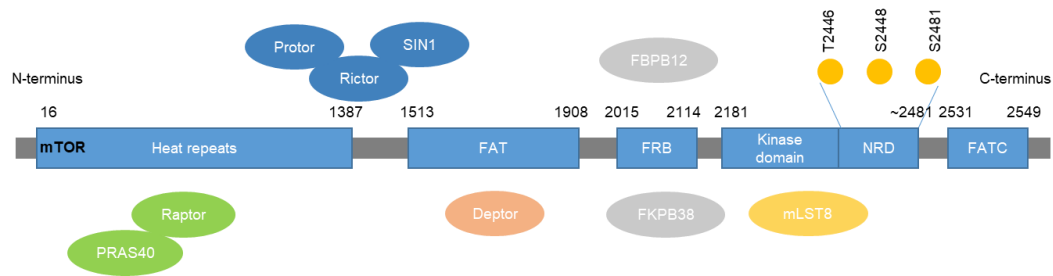 T2446
S2448
S2481
SIN1
Protor
FBPB12
Rictor
N-terminus
C-terminus
16
1387
1513
1908
2015
2114
2181
~2481
2531
2549
mTOR
Heat repeats
FAT
FRB
Kinase
domain
NRD
FATC
Raptor
Deptor
FKPB38
mLST8
PRAS40